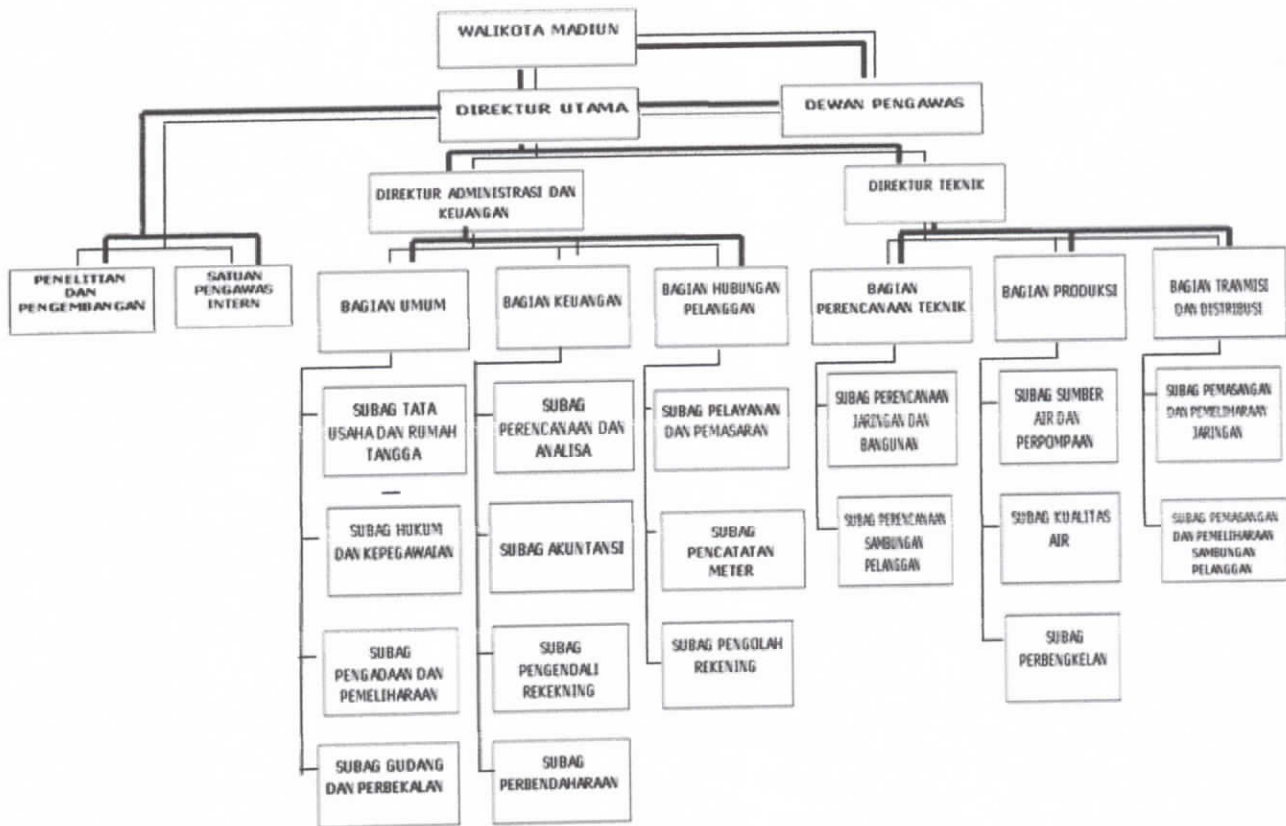 WALIKOTA MADIUN
DIREKTUR UTAMA
DEWAN PENGAWAS
DIREKTUR ADMINISTRASI DAN
KEUANGAN
DIREKTUR TEKNIK
PENELITIAN
DAN
PENGEMBANGAN
SATUAN
PENGAWAS
INTERN
BAGIAN UMUM
BAGIAN KEUANGAN
BAGIAN HUBUNGAN
PELANGGAN
BAGIAN
PERENCANAAN TEKNIK
BAGIAN PRODUKSI
BAGIAN TRANMISI
DAN DISTRIBUSI
SUBAG TATA
USAHA DAN RUMAH
TANGGA
SUBAG
PERENCANAAN DAN
ANALISA
SUBAG PELAYANAN
DAN PEMASARAN
SUBAG PERENCANAAN
JARINGAN DAN
BANGUNAN
SUBAG SUMBER
AIR DAN
PERPOMPAAN
SUBAG PEMASANGAN
DAN PEMELIHARAAN
JARINGAN
SUBAG HUKUM
DAN KEPEGAWAIAN
SUBAG AKUNTANSI
SUBAG
PENCATATAN
METER
SUBAG PERENCANAAN
SAMBUNGAN
PELANGGAN
SUBAG KUALITAS
AIR
SUBAG PEMASANGAN
DAN PEMELIHARAAN
SAMBUNGAN
PELANGGAN
SUBAG
PENGADAAN DAN
PEMELIHARAAN
SUBAG
PENGENDALI
REKEKNING
SUBAG PENGOLAH
REKENING
SUBAG
PERBENGKELAN
SUBAG GUDANG
DAN PERBEKALAN
SUBAG
PERBENDAHARAAN